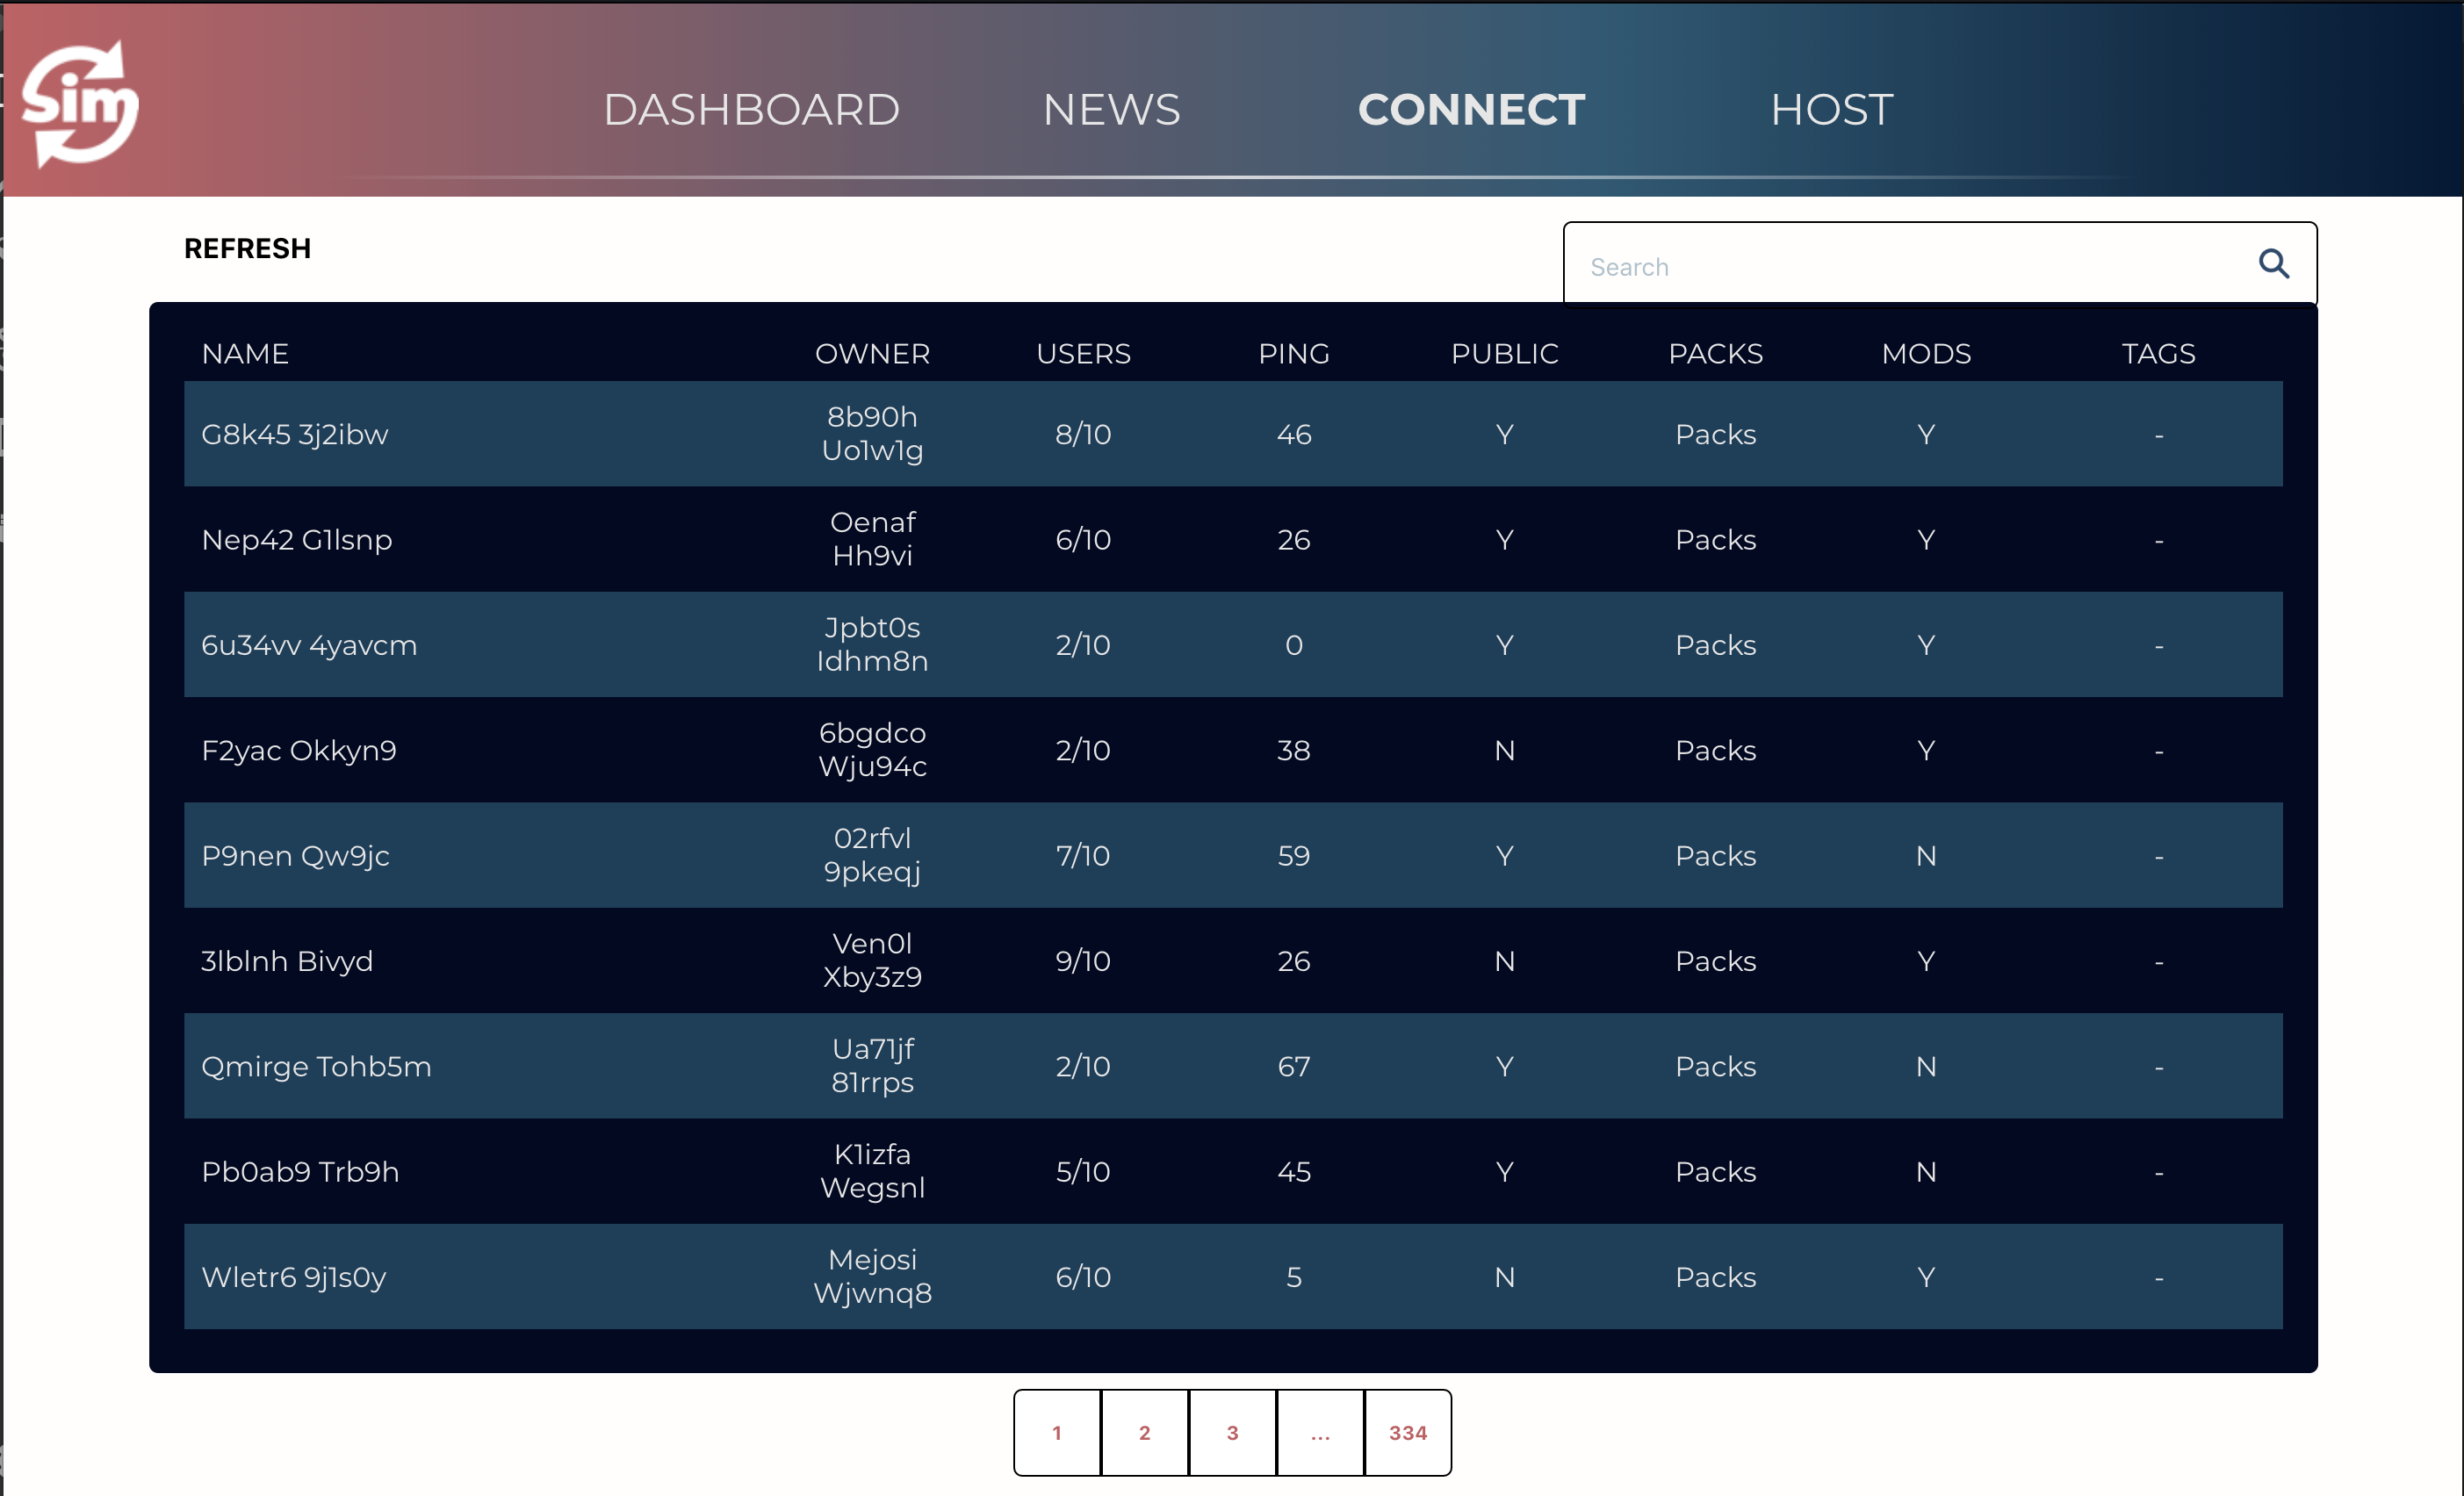 Sim
DASHBOARD NEWS CONNECT HOST
REFRESH
Search
NAME OWNER USERS PING PUBLIC PACKS MODS TAGS
G8k45 3j2ibw 8b90h Uo1w1g 8/10 46 Y Packs Y -
Nep42 G1lsnp Oenaf Hh9vi 6/10 26 Y Packs Y -
6u34vv 4yavcm Jpbt0s Idhm8n 2/10 0 Y Packs Y -
F2yac Okkyn9 6bgdco Wju94c 2/10 38 N Packs Y -
P9nen Qw9jc 02rfvl 9pkeqj 7/10 59 Y Packs N -
3lblnh Bivyd Ven0l Xby3z9 9/10 26 N Packs Y -
Qmirge Tohb5m Ua71jf 81rrps 2/10 67 Y Packs N -
Pb0ab9 Trb9h K1izfa Wegsnl 5/10 45 Y Packs N -
Wletr6 9j1s0y Mejosi Wjwnq8 6/10 5 N Packs Y -
1 2 3 ... 334